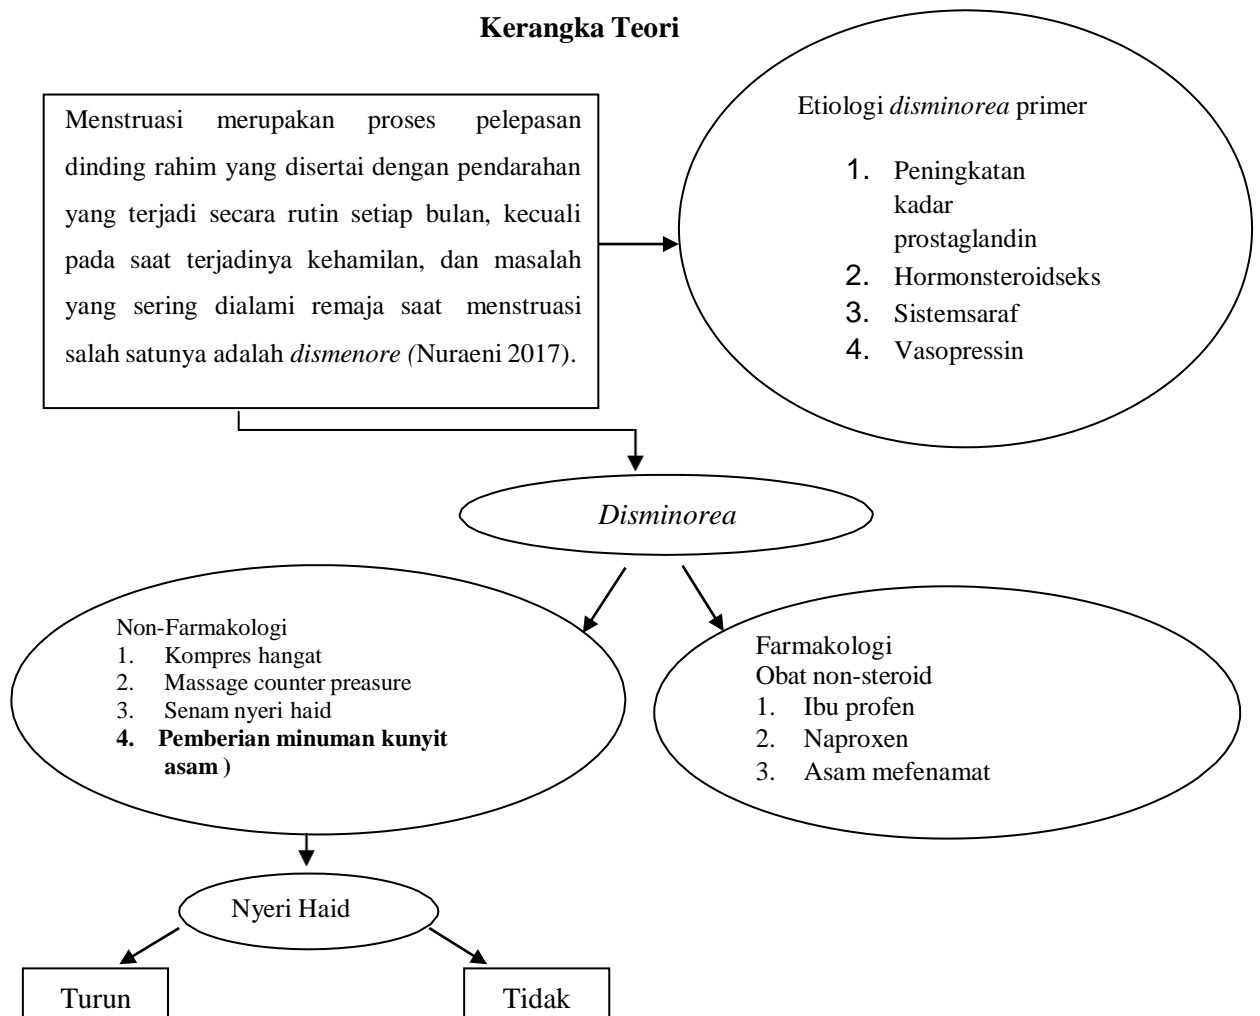 Kerangka Teori
Menstruasi merupakan proses pelepasan
dinding rahim yang disertai dengan pendarahan
yang terjadi secara rutin setiap bulan, kecuali
pada saat terjadinya kehamilan, dan masalah
yang sering dialami remaja saat menstruasi
salah satunya adalah dismenore (Nuraeni 2017).
Etiologi disminorea primer
1. Peningkatan
kadar
prostaglandin
2. Hormonsteroidseks
3. Sistemsaraf
4. Vasopressin
Disminorea
Non-Farmakologi
1. Kompres hangat
2. Massage counter preasure
3. Senam nyeri haid
4. Pemberian minuman kunyit
asam )
Farmakologi
Obat non-steroid
1. Ibu profen
2. Naproxen
3. Asam mefenamat
Nyeri Haid
Turun
Tidak